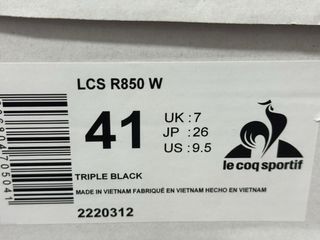 LCS R850 W
41
UK : 7
JP : 26
US : 9.5
le coq sportif
TRIPLE BLACK
MADE IN VIETNAM FABRIQUÉ EN VIETNAM HECHO EN VIETNAM
2220312